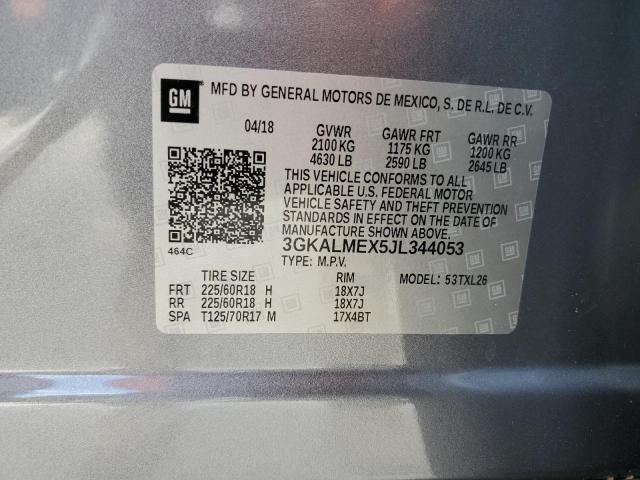 GM
MFD BY GENERAL MOTORS DE MEXICO, S. DE R.L. DE C.V.
04/18 GVWR GAWR FRT GAWR RR
2100 KG 1175 KG 1200 KG
4630 LB 2590 LB 2645 LB
THIS VEHICLE CONFORMS TO ALL
APPLICABLE U.S. FEDERAL MOTOR
VEHICLE SAFETY AND THEFT PREVENTION
STANDARDS IN EFFECT ON THE DATE OF
MANUFACTURE SHOWN ABOVE.
464C 3GKALMEX5JL344053
TYPE: M.P.V.
TIRE SIZE RIM MODEL: 53TXL26
FRT 225/60R18 H 18X7J
RR 225/60R18 H 18X7J
SPA T125/70R17 M 17X4BT